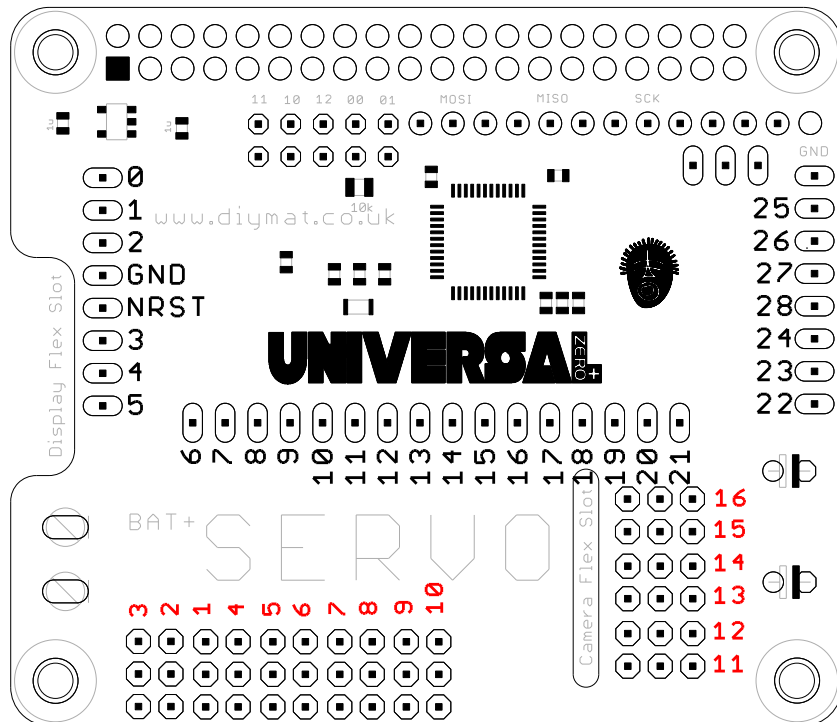 11 10 12 00 01 MOSI MISO SCK
1u
1u
GND
0
1
2
GND
NRST
3
4
5
10k
www.diymat.co.uk
25
26
27
28
24
23
22
Display Flex Slot
UNIVERSAL ZERO+
6 7 8 9 10 11 12 13 14 15 16 17 18 19 20 21
BAT+ SERVO
Camera Flex Slot
16
15
14
13
12
11
3 2 1 4 5 6 7 8 9 10